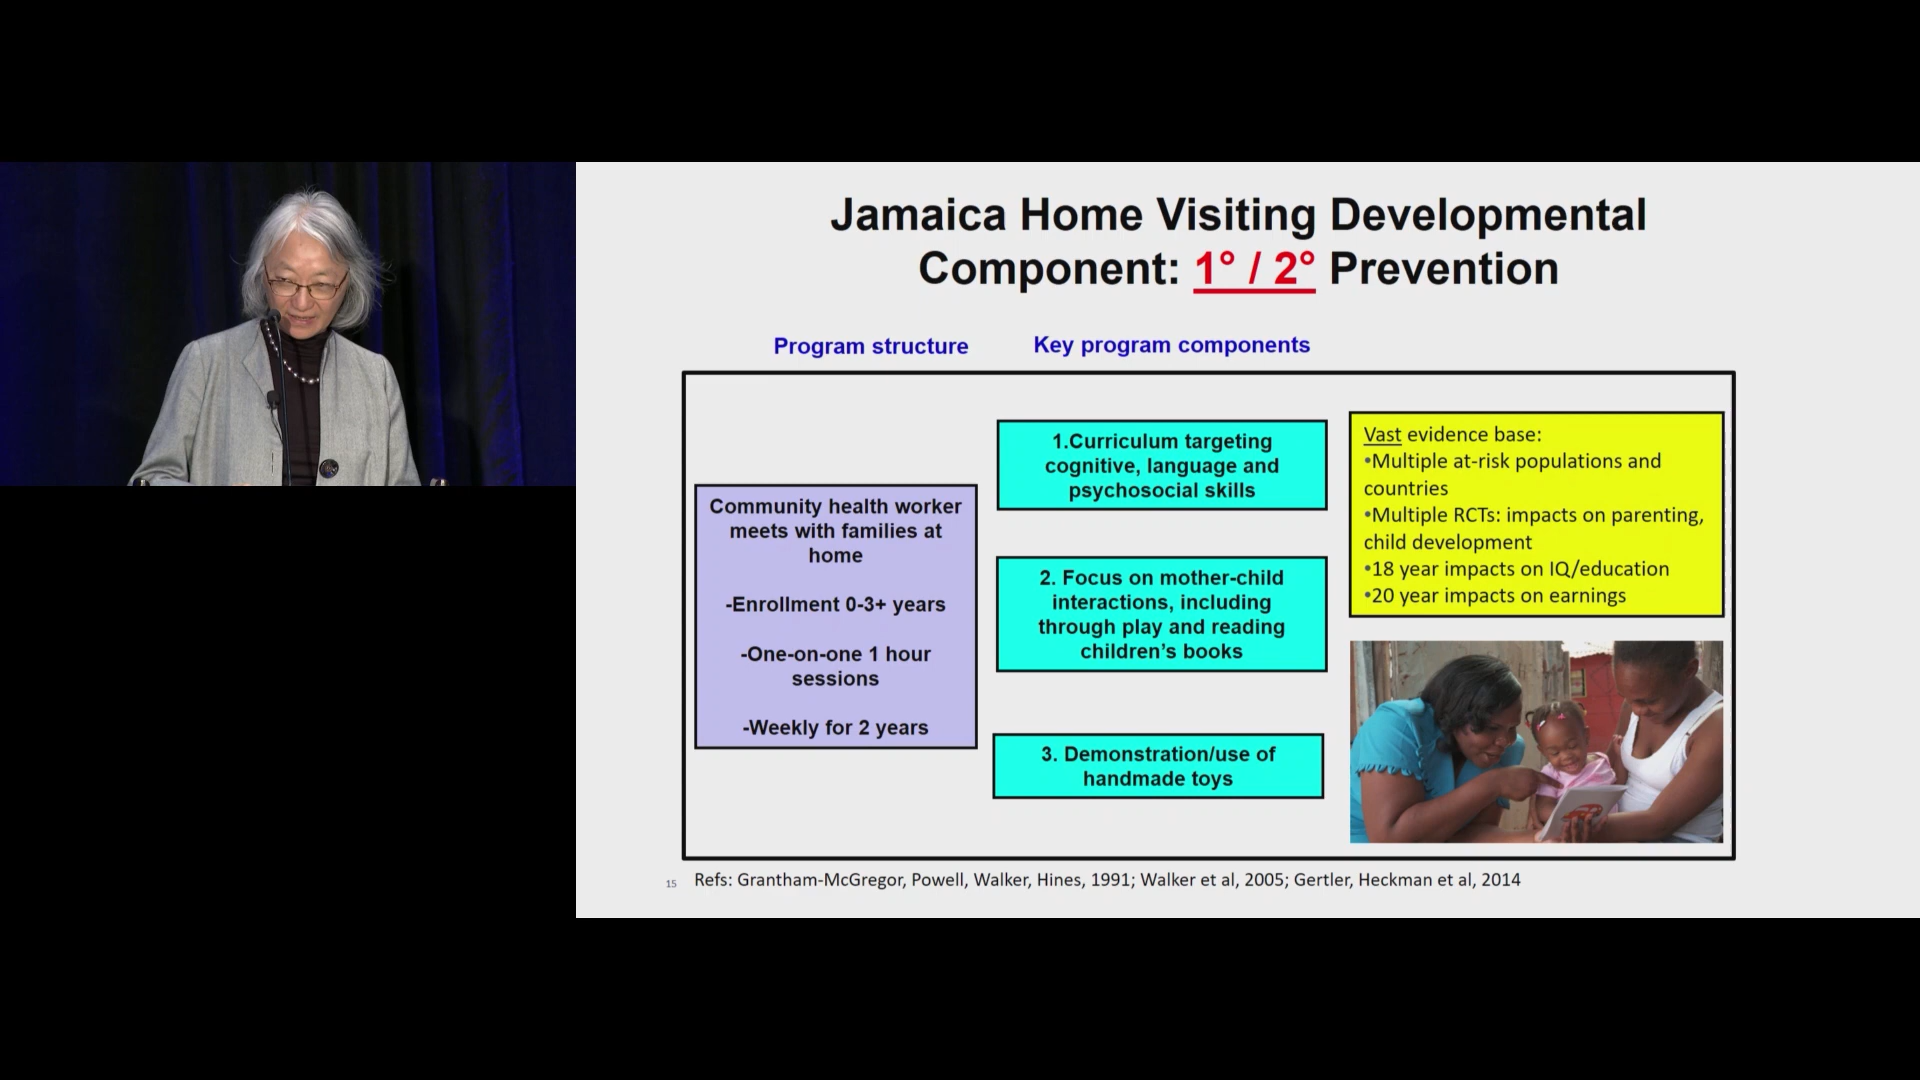 Jamaica Home Visiting Developmental
Component: 1° / 2° Prevention
Program structure
Key program components
Community health worker
meets with families at
home
-Enrollment 0-3+ years
-One-on-one 1 hour
sessions
-Weekly for 2 years
1.Curriculum targeting
cognitive, language and
psychosocial skills
2. Focus on mother-child
interactions, including
through play and reading
children’s books
3. Demonstration/use of
handmade toys
Vast evidence base:
•Multiple at-risk populations and
countries
•Multiple RCTs: impacts on parenting,
child development
•18 year impacts on IQ/education
•20 year impacts on earnings
15
Refs: Grantham-McGregor, Powell, Walker, Hines, 1991; Walker et al, 2005; Gertler, Heckman et al, 2014